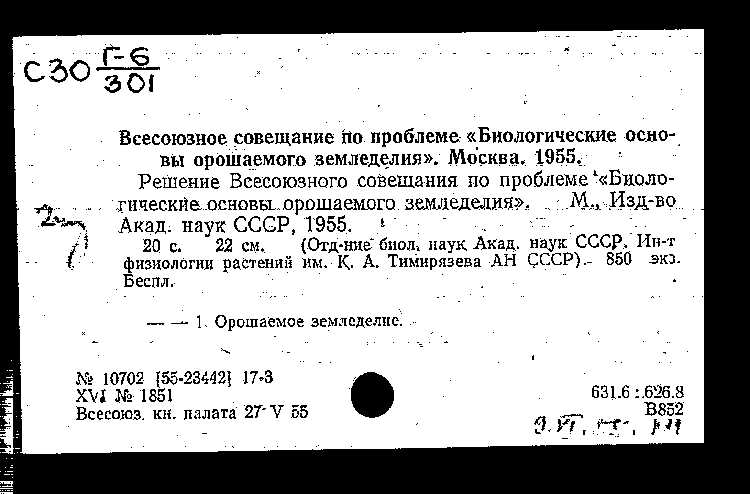 С30 Г-6/301
Всесоюзное совещание по проблеме «Биологические осно-
вы орошаемого земледелия». Москва. 1955.
Решение Всесоюзного совещания по проблеме «Биоло-
гические основы орошаемого земледелия». М., Изд-во
Акад. наук СССР, 1955.
20 с. 22 см. (Отд-ние биол. наук Акад. наук СССР. Ин-т
физиологии растений им. К. А. Тимирязева АН СССР). 850 экз.
Беспл.
— — 1. Орошаемое земледелие.
№ 10702 [55-23442] 17-3
XVI № 1851
Всесоюз. кн. палата 27 V 55
631.6 : 626.8
В852